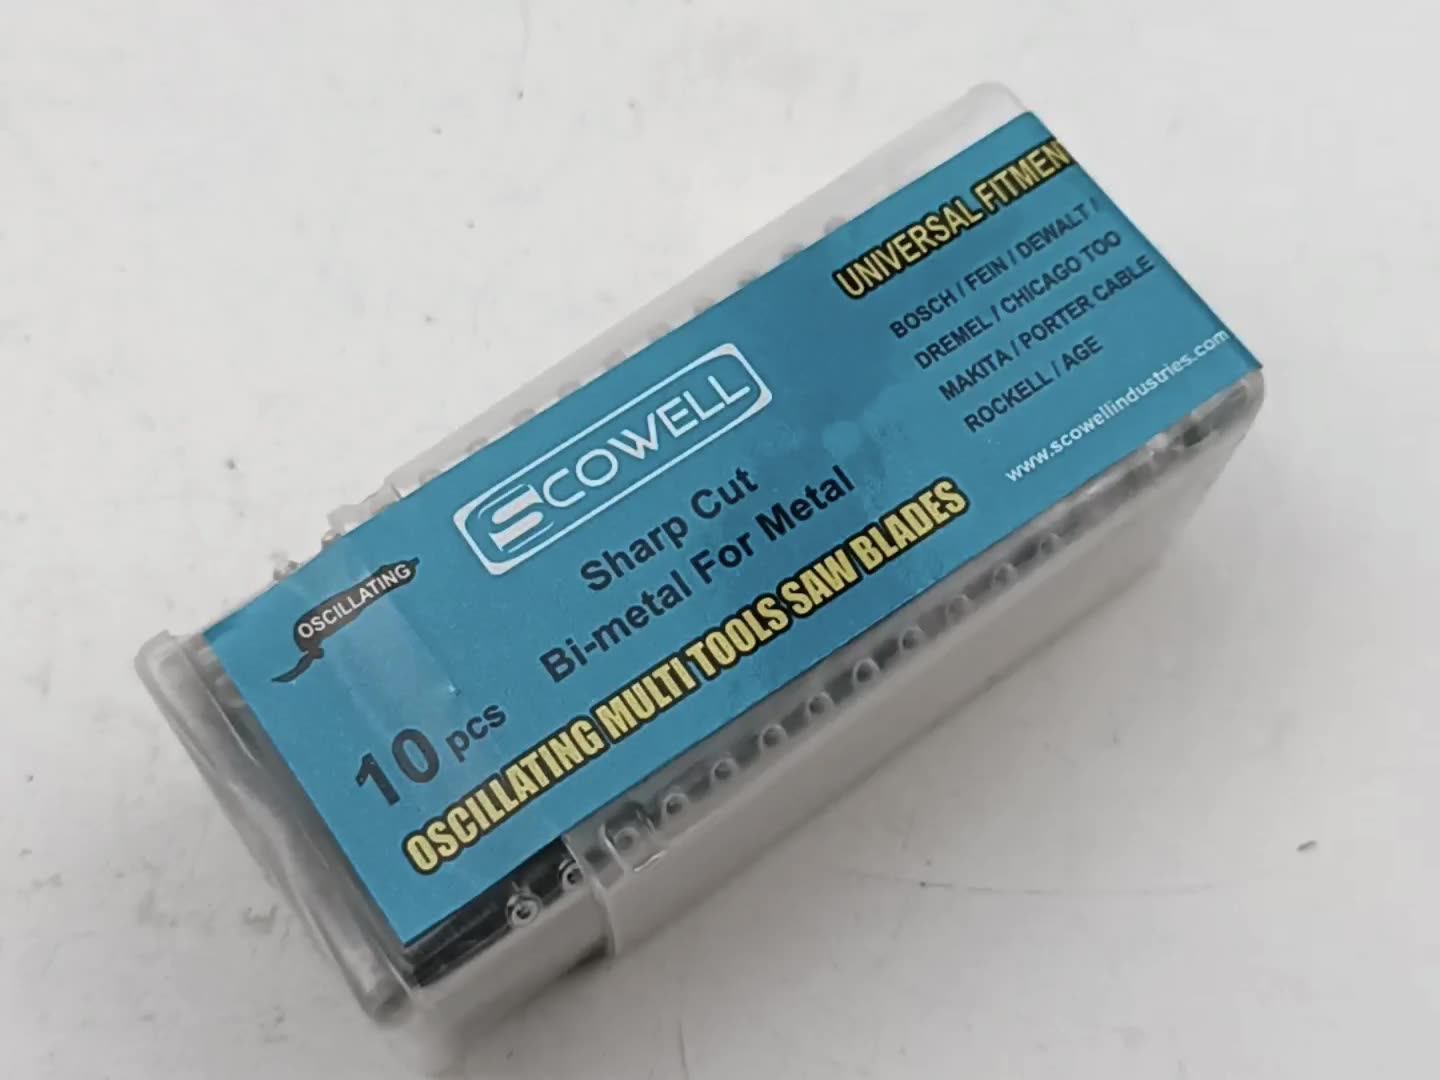 SCOWELL
Sharp Cut
Bi-metal For Metal
OSCILLATING
10 pcs
OSCILLATING MULTI TOOLS SAW BLADES
UNIVERSAL FITMENT
BOSCH / FEIN / DEWALT /
DREMEL / CHICAGO TOO
MAKITA / PORTER CABLE
ROCKELL / AGE
www.scowellindustries.com